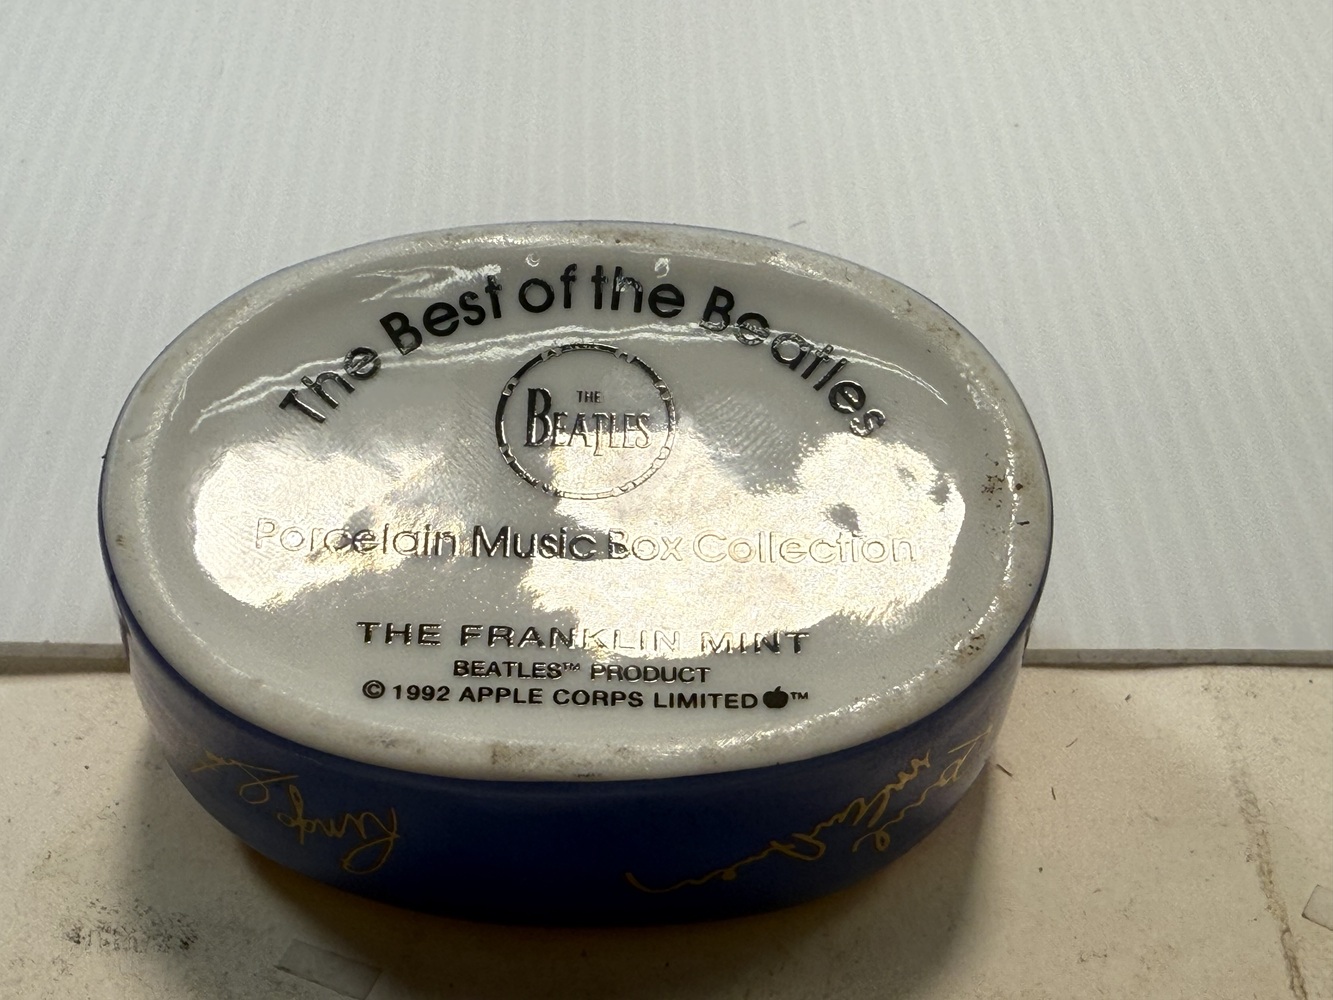 The Best of the Beatles
THE
BEATLES
Porcelain Music Box Collection
THE FRANKLIN MINT
BEATLES™ PRODUCT
© 1992 APPLE CORPS LIMITED ™
Ringo